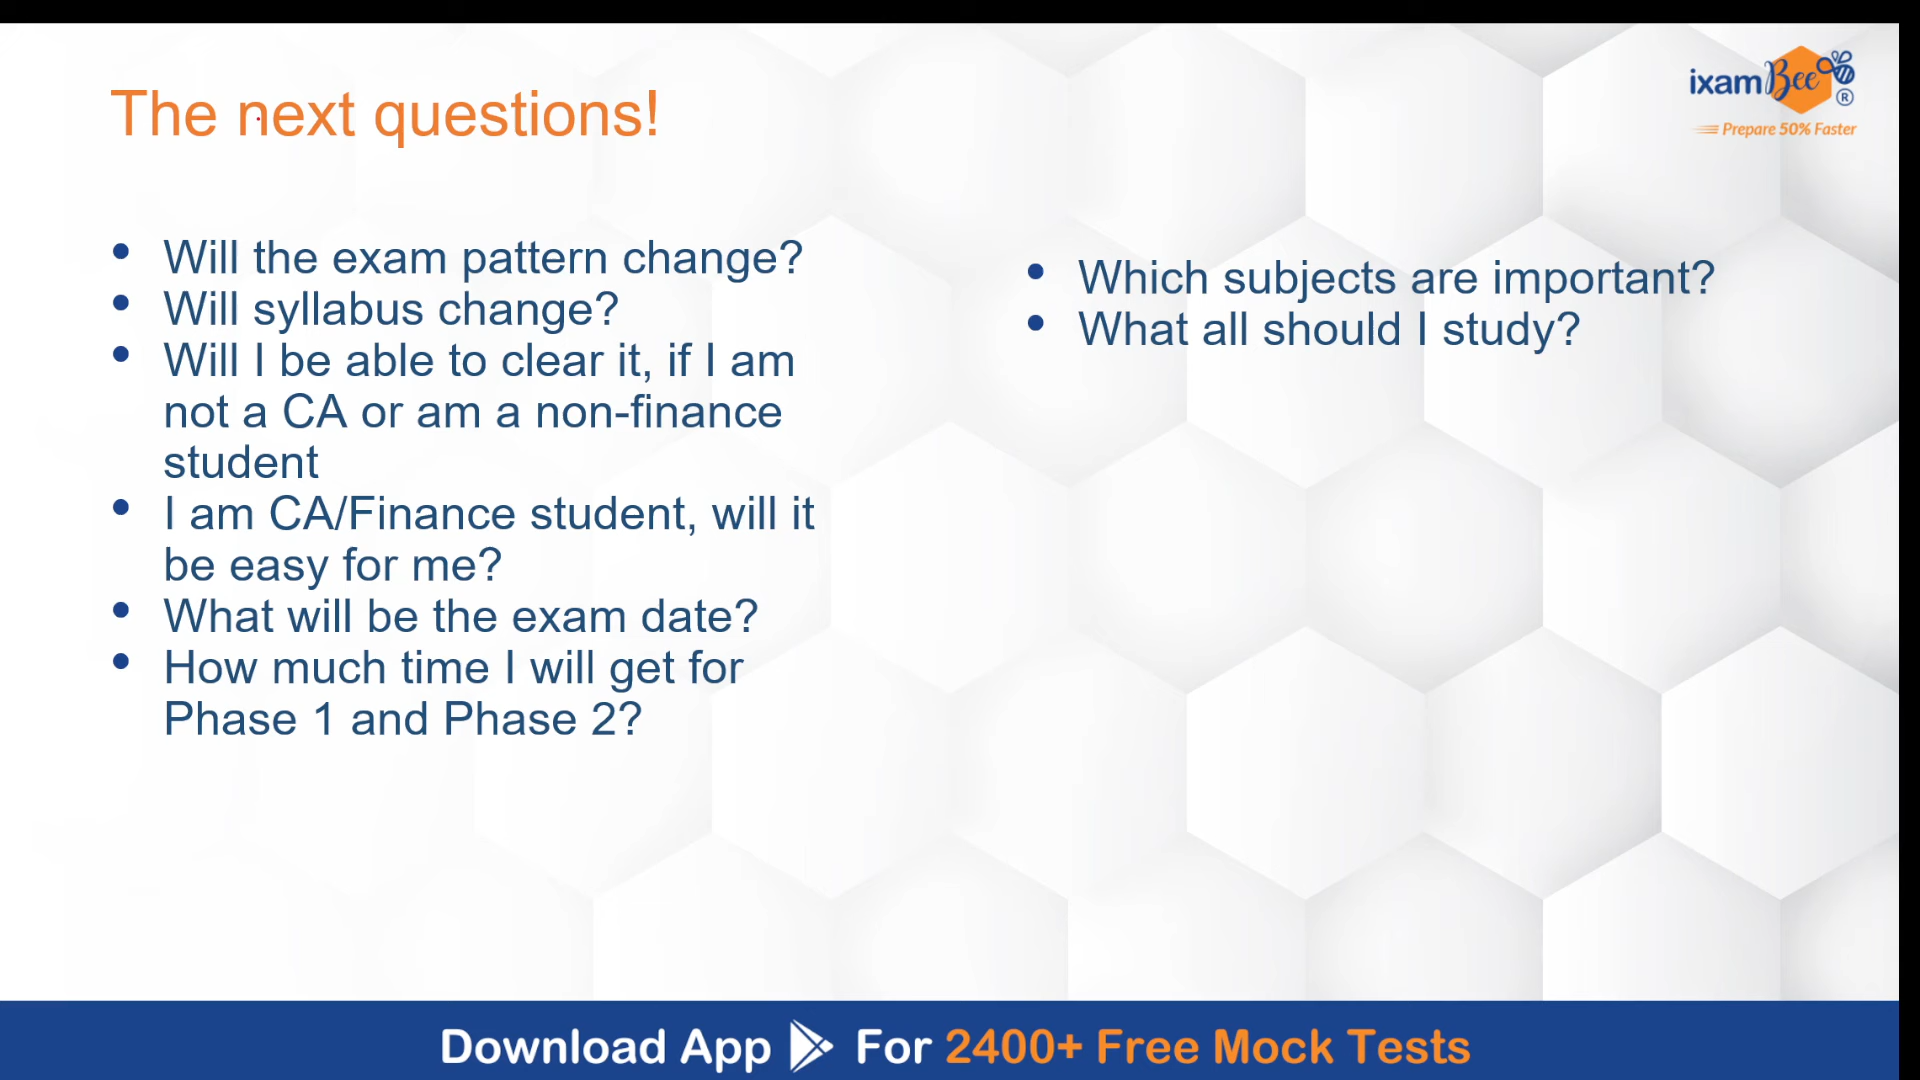 The next questions!
ixamBee®
Prepare 50% Faster
• Will the exam pattern change?
• Will syllabus change?
• Will I be able to clear it, if I am
not a CA or am a non-finance
student
• I am CA/Finance student, will it
be easy for me?
• What will be the exam date?
• How much time I will get for
Phase 1 and Phase 2?
• Which subjects are important?
• What all should I study?
Download App For 2400+ Free Mock Tests